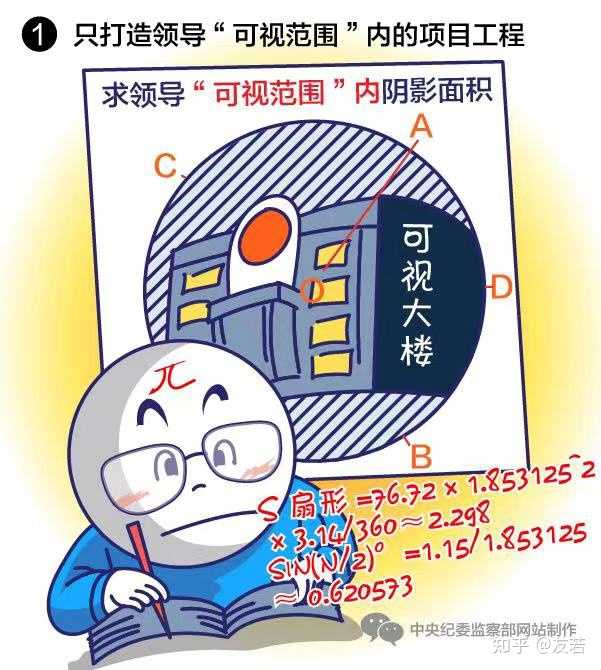 1 只打造领导“可视范围”内的项目工程
求领导“可视范围”内阴影面积
A
C
O
D
B
可视大楼
π
S扇形=76.72×1.853125^2
×3.14/360≈2.298
SIN(N/2)°=1.15/1.853125
≈0.620573
中央纪委监察部网站制作
知乎 @友若